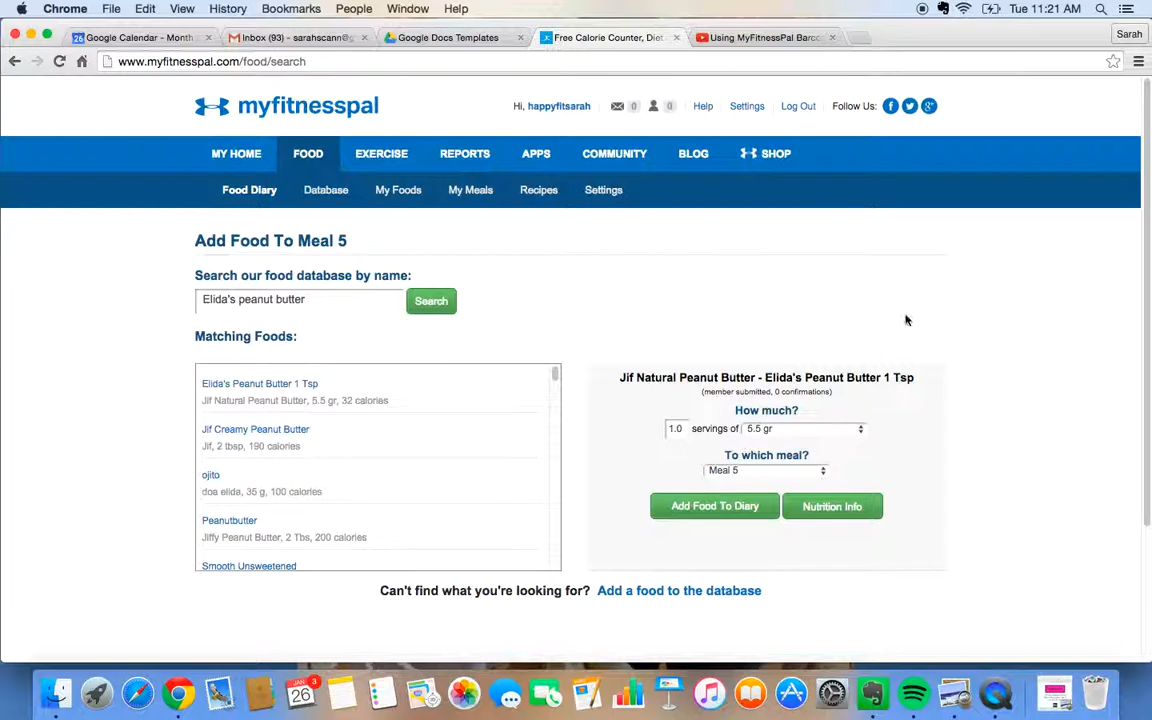 Chrome File Edit View History Bookmarks People Window Help Tue 11:21 AM
Google Calendar - Month Inbox (93) - sarahscann@g Google Docs Templates Free Calorie Counter, Diet Using MyFitnessPal Barco Sarah
www.myfitnesspal.com/food/search
myfitnesspal Hi, happyfitsarah 0 0 Help Settings Log Out Follow Us:
MY HOME FOOD EXERCISE REPORTS APPS COMMUNITY BLOG SHOP
Food Diary Database My Foods My Meals Recipes Settings
Add Food To Meal 5
Search our food database by name:
Elida's peanut butter Search
Matching Foods:
Elida's Peanut Butter 1 Tsp
Jif Natural Peanut Butter, 5.5 gr, 32 calories
Jif Creamy Peanut Butter
Jif, 2 tbsp, 190 calories
ojito
doa elida, 35 g, 100 calories
Peanutbutter
Jiffy Peanut Butter, 2 Tbs, 200 calories
Smooth Unsweetened
Jif Natural Peanut Butter - Elida's Peanut Butter 1 Tsp
(member submitted, 0 confirmations)
How much?
1.0 servings of 5.5 gr
To which meal?
Meal 5
Add Food To Diary Nutrition Info
Can't find what you're looking for? Add a food to the database
JAN 3
26